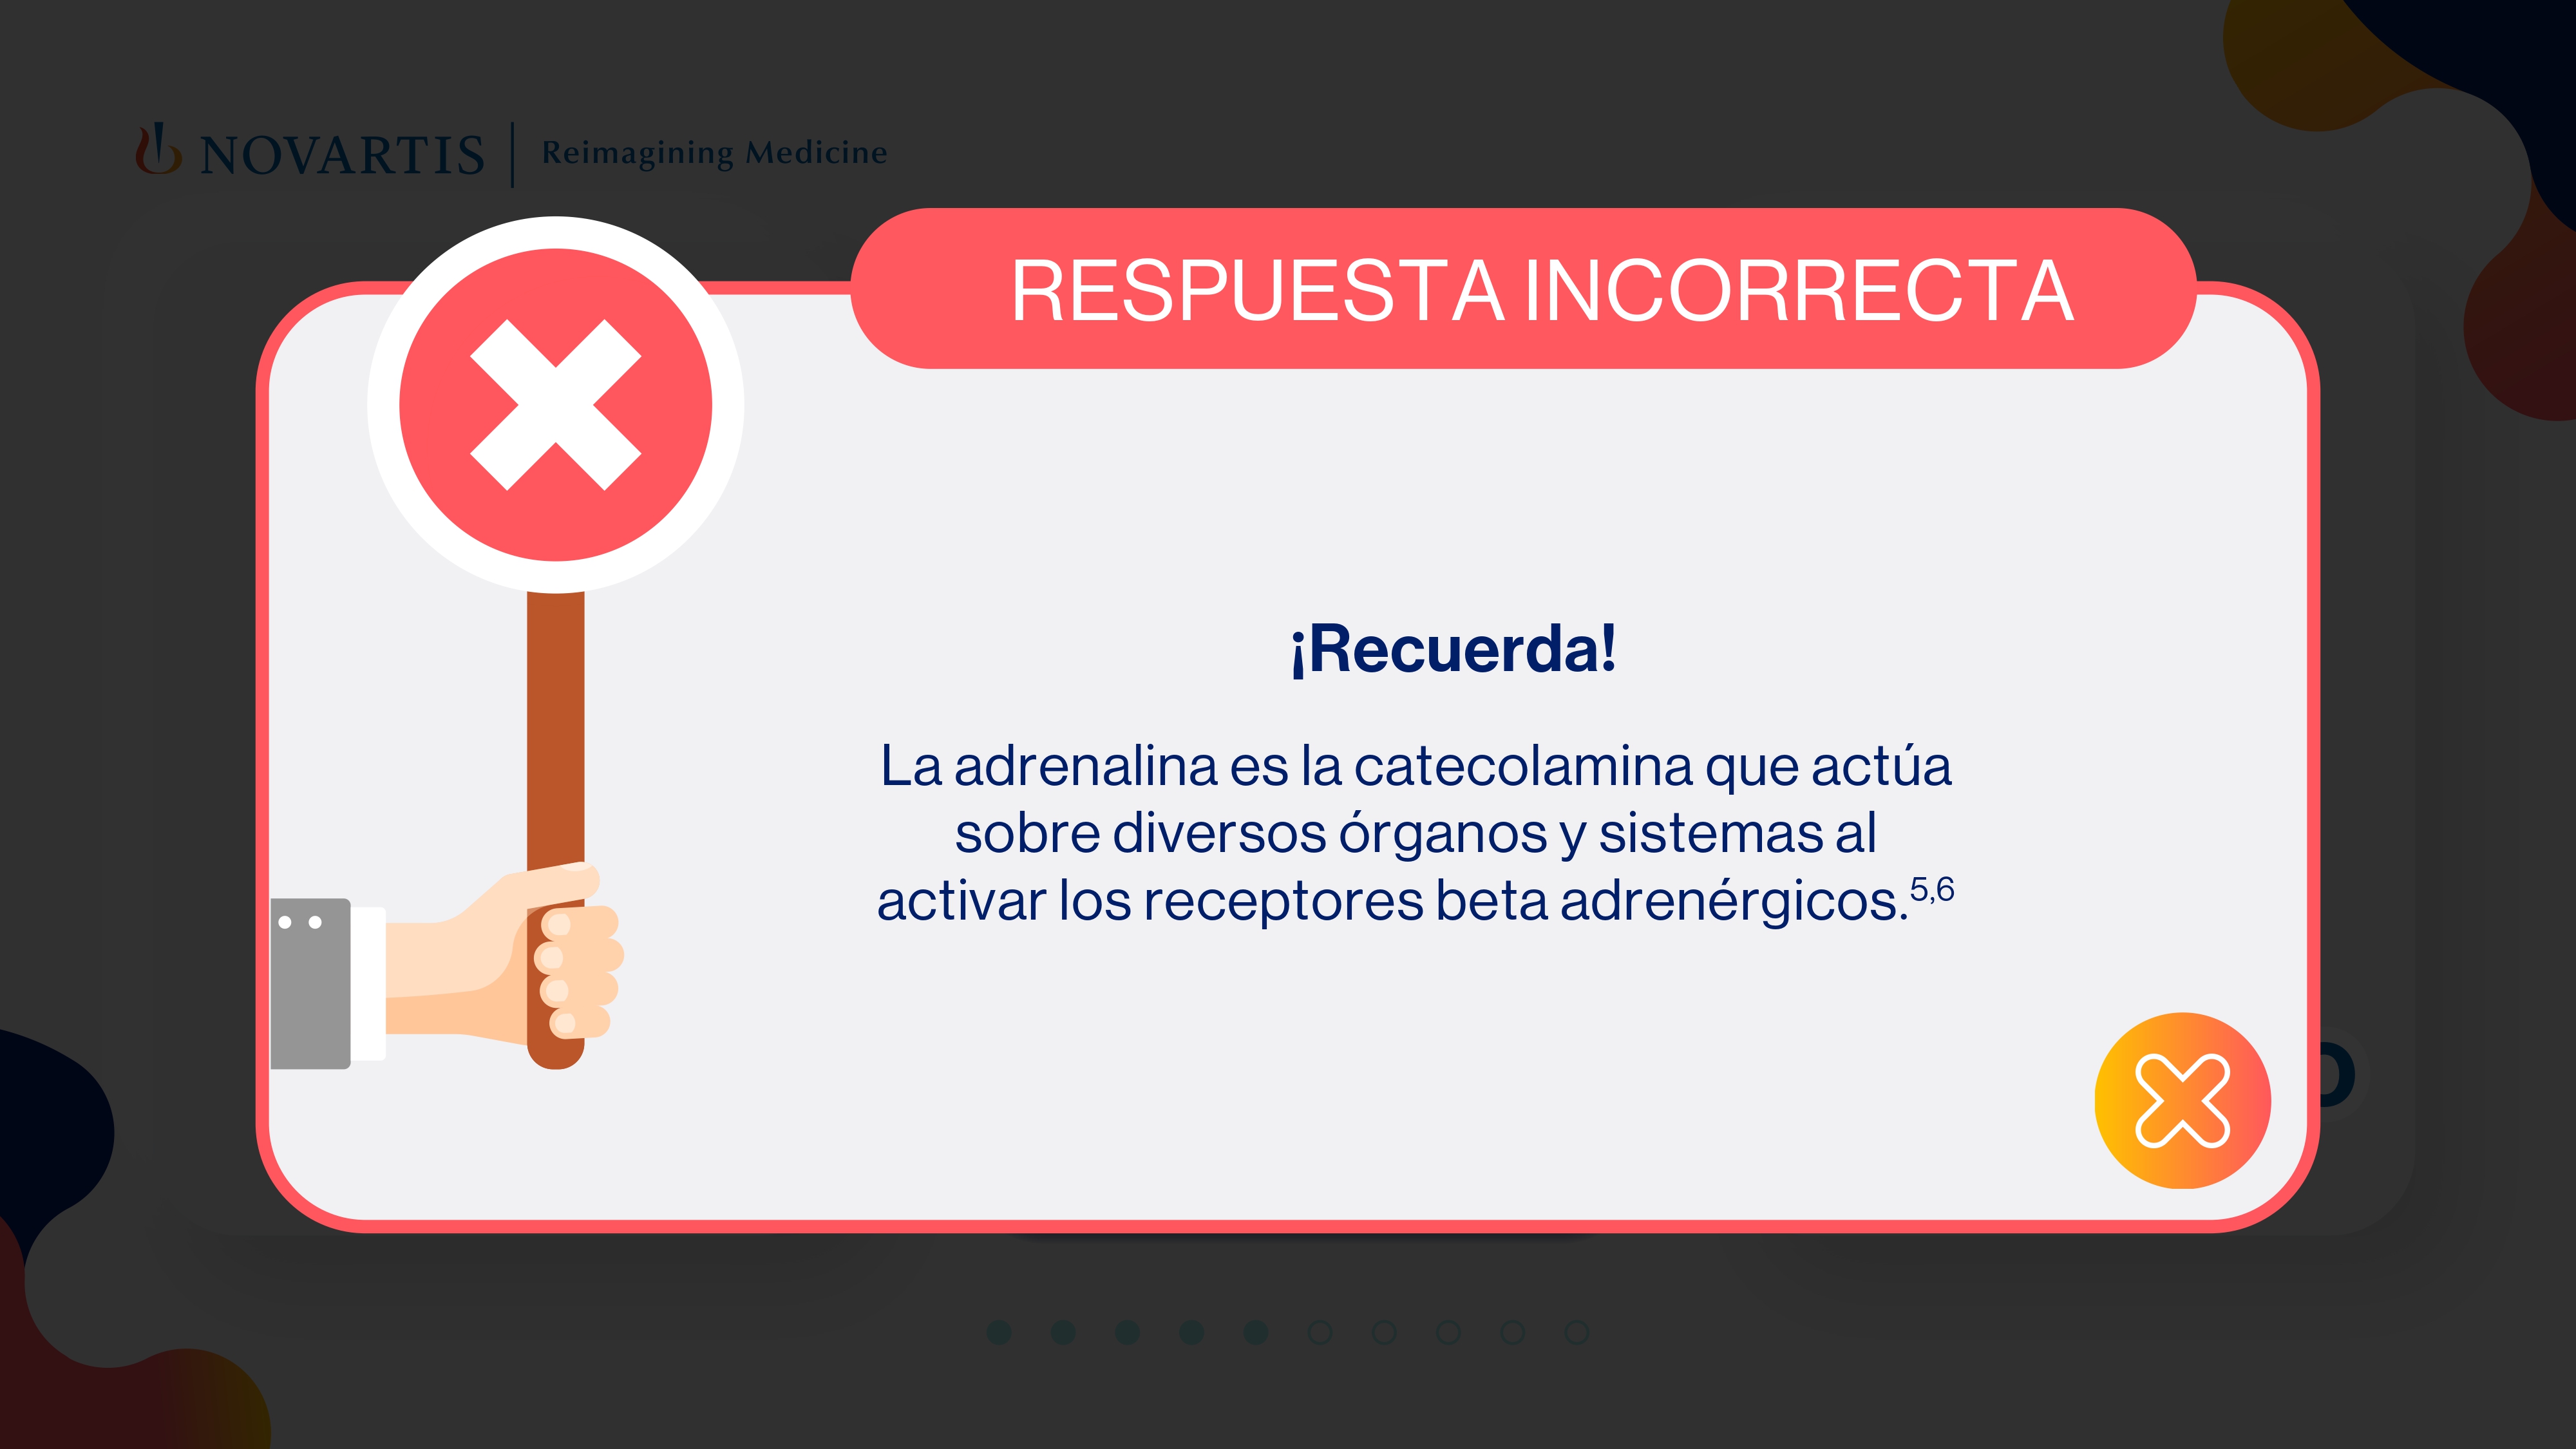 NOVARTIS | Reimagining Medicine
RESPUESTA INCORRECTA
¡Recuerda!
La adrenalina es la catecolamina que actúa
sobre diversos órganos y sistemas al
activar los receptores beta adrenérgicos.5,6